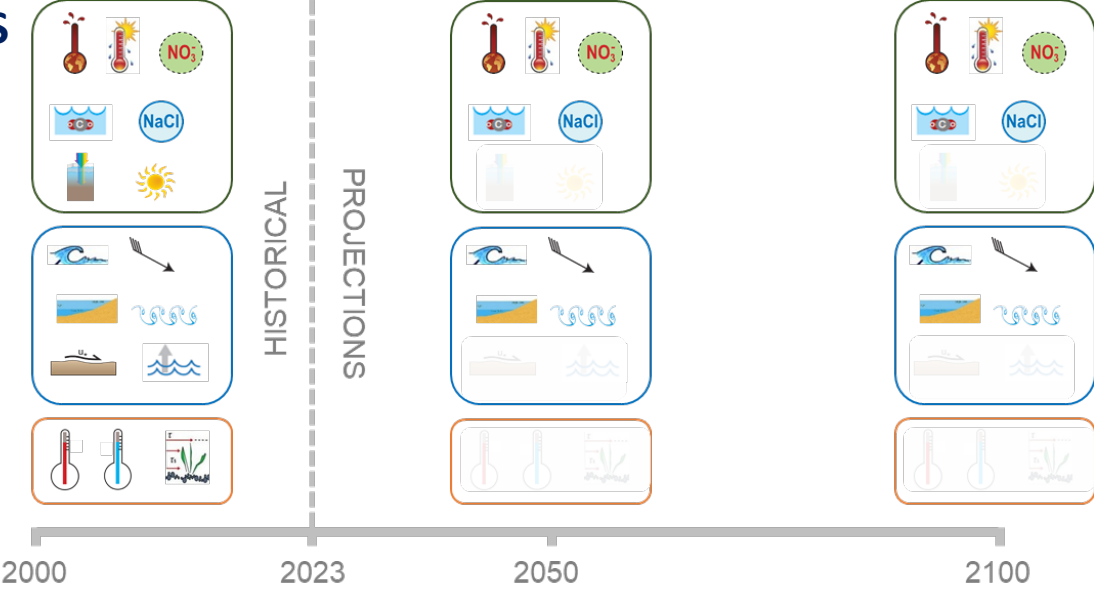 S
NO₃⁻
NO₃⁻
NO₃⁻
C
NaCl
C
NaCl
C
NaCl
HISTORICAL
PROJECTIONS
u*
2000
2023
2050
2100